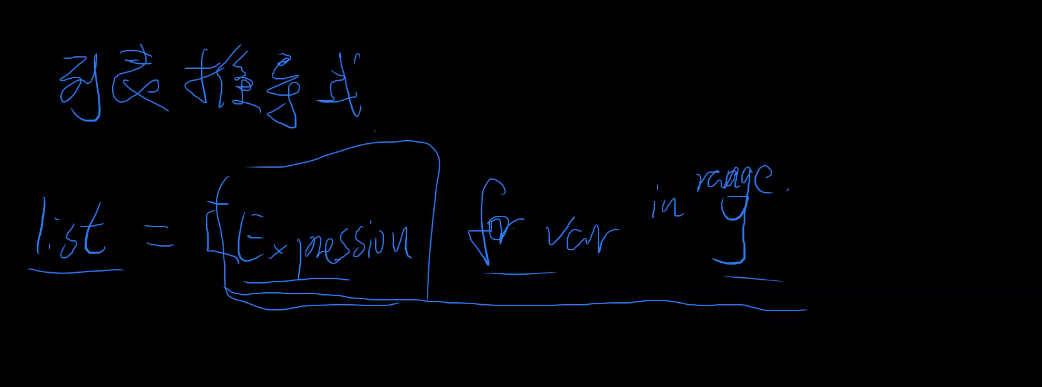 列表推导式
list = [Expression for var in range]